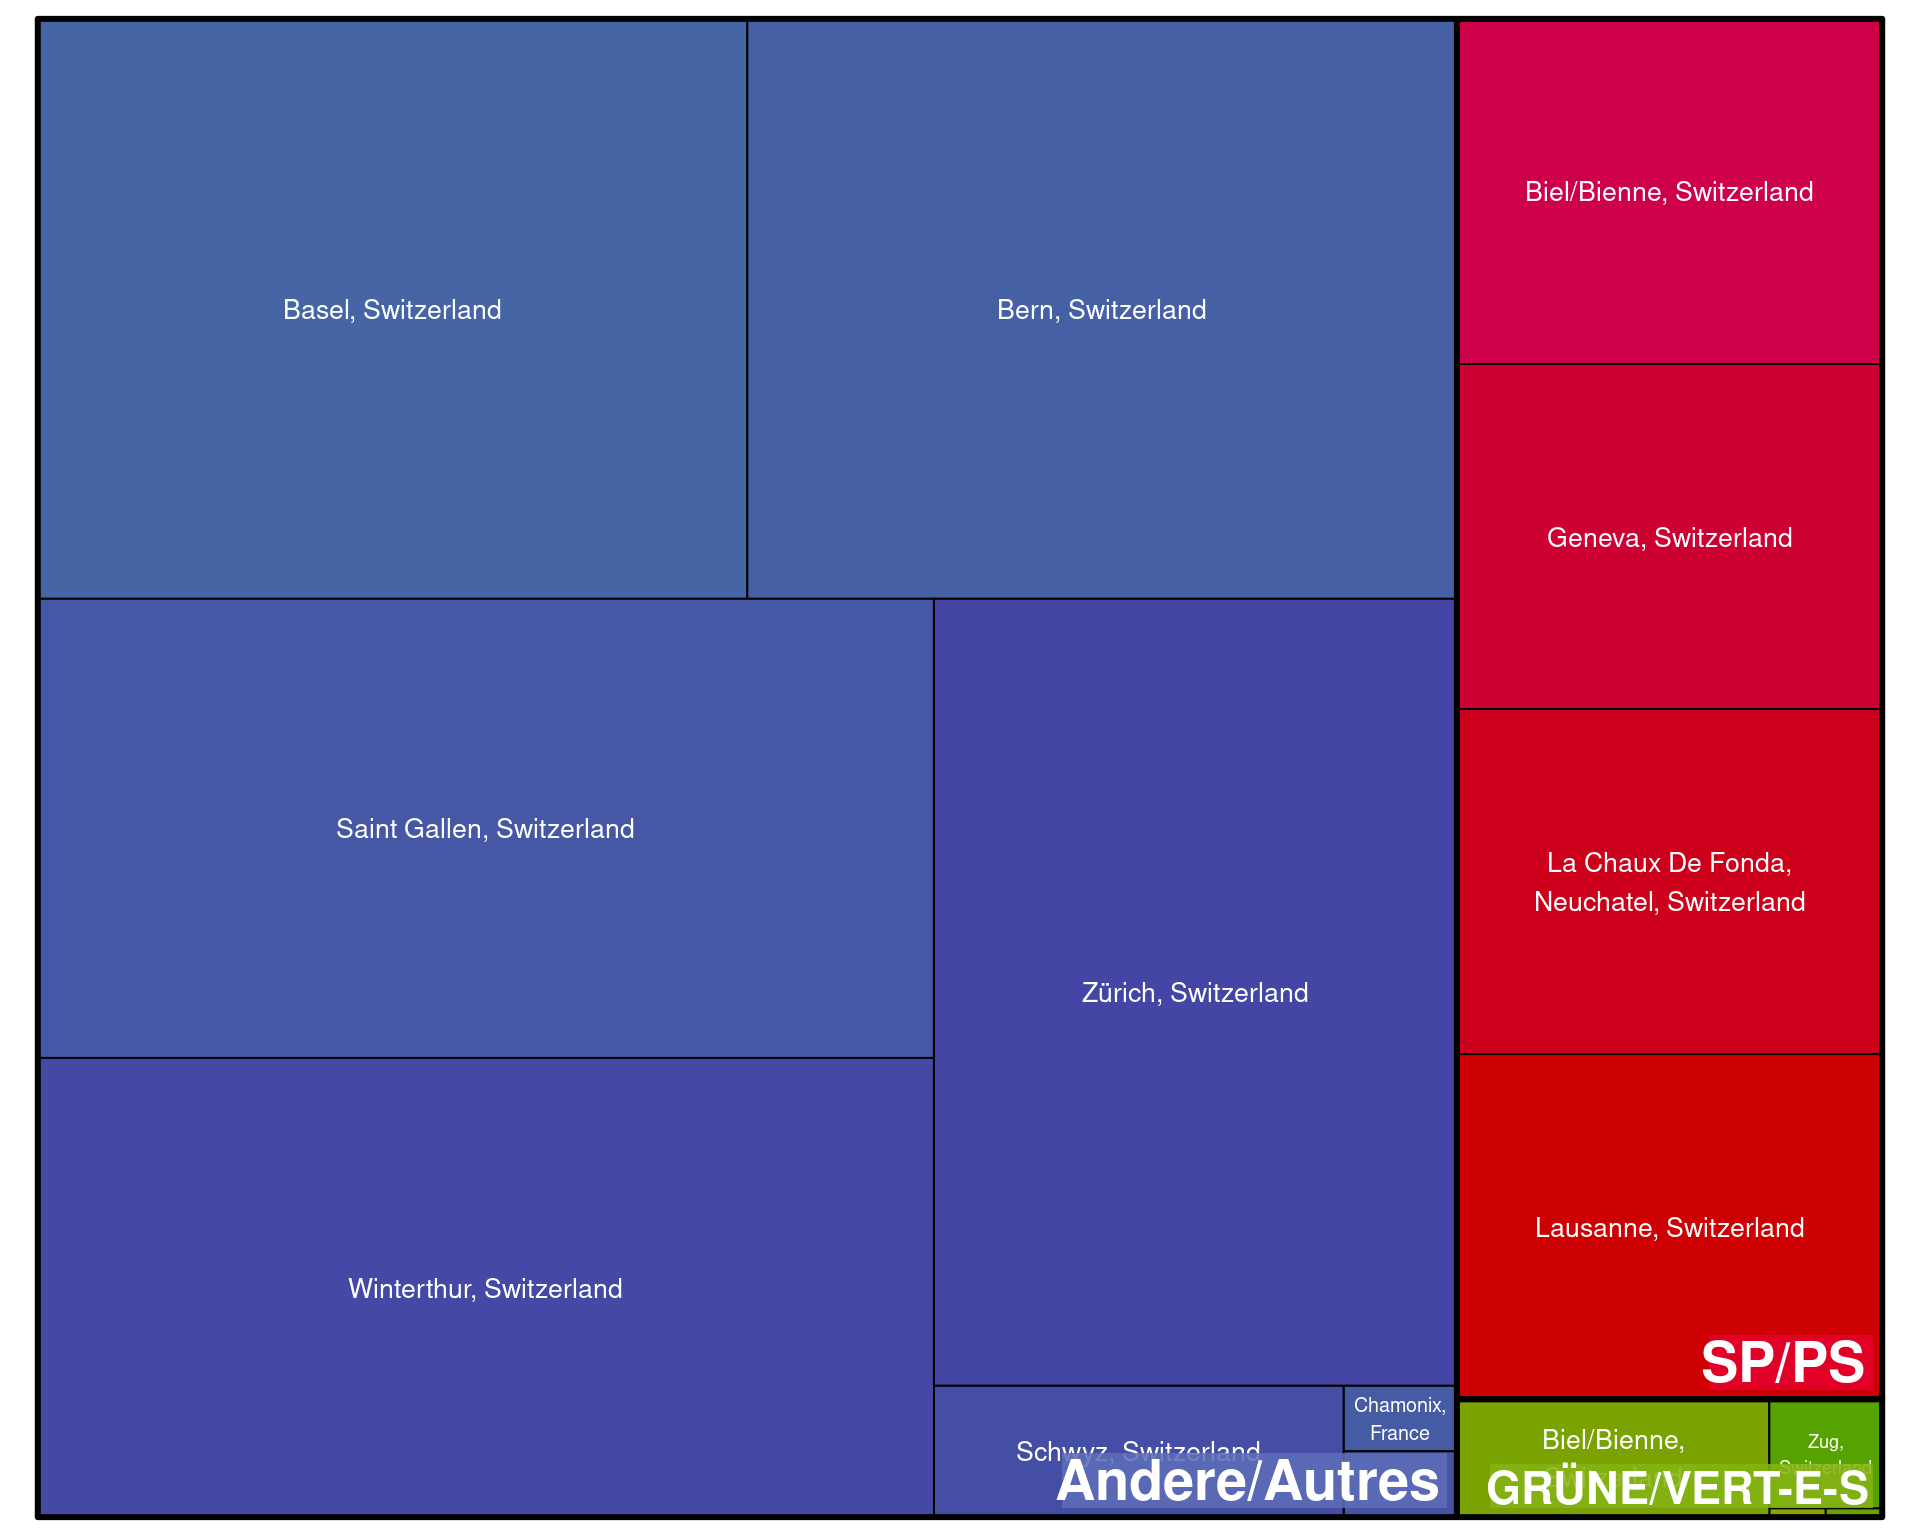 Basel, Switzerland
Bern, Switzerland
Biel/Bienne, Switzerland
Geneva, Switzerland
Saint Gallen, Switzerland
La Chaux De Fonda,
Neuchatel, Switzerland
Zürich, Switzerland
Lausanne, Switzerland
Winterthur, Switzerland
SP/PS
Chamonix,
France
Schwyz, Switzerland
Andere/Autres
Biel/Bienne,
Switzerland
Zug,
Switzerland
GRÜNE/VERT-E-S